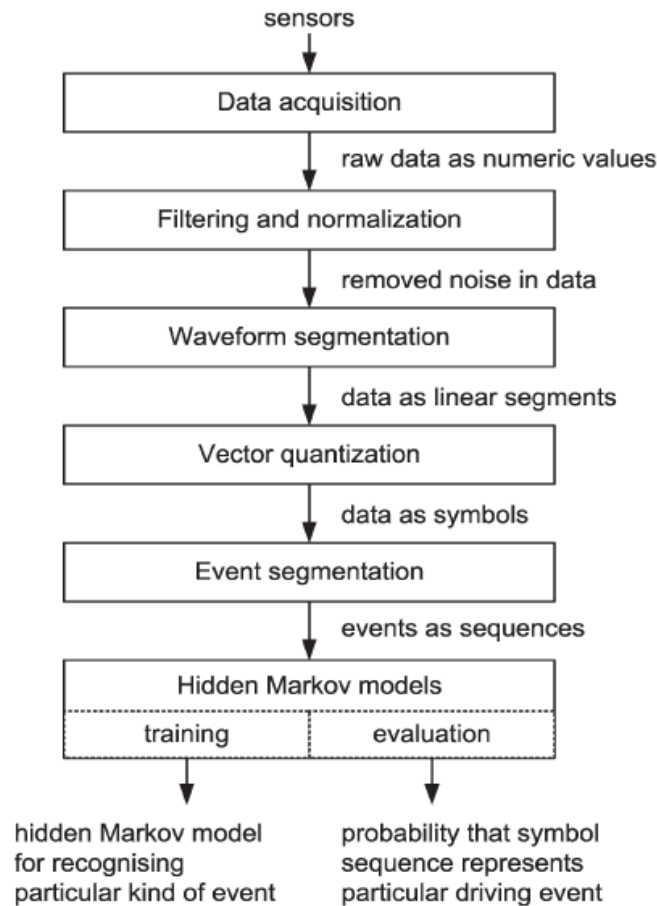 sensors
Data acquisition
raw data as numeric values
Filtering and normalization
removed noise in data
Waveform segmentation
data as linear segments
Vector quantization
data as symbols
Event segmentation
events as sequences
Hidden Markov models
training
evaluation
hidden Markov model
for recognising
particular kind of event
probability that symbol
sequence represents
particular driving event